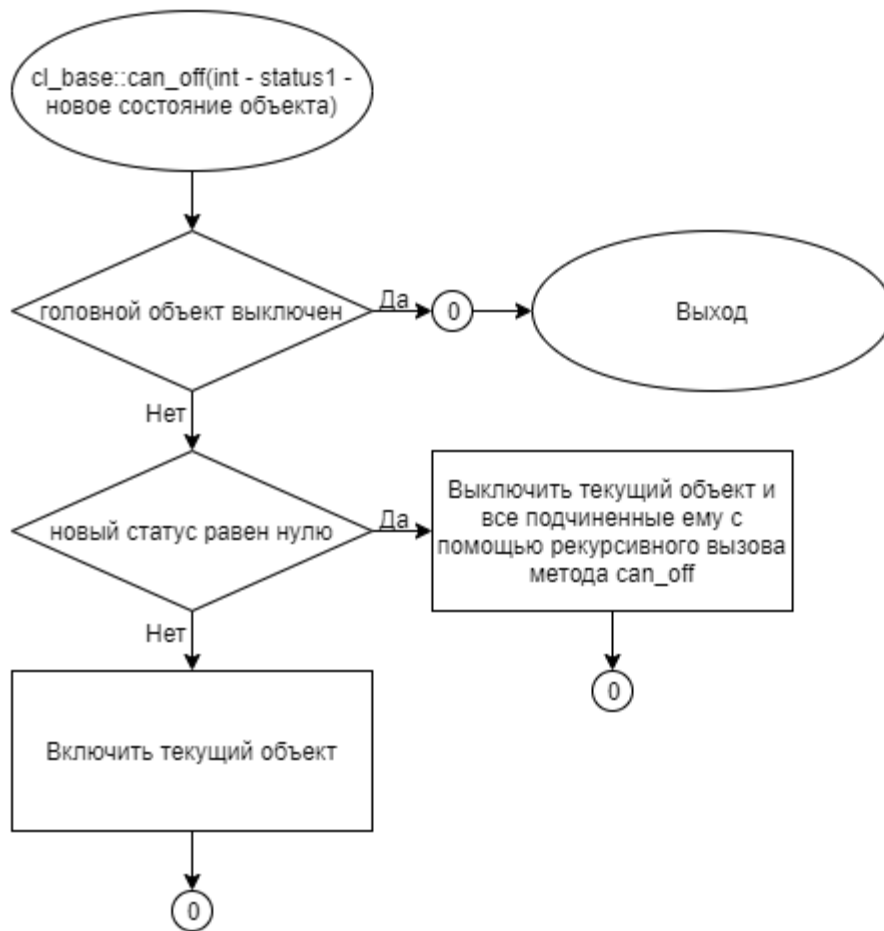 cl_base::can_off(int - status1 -
новое состояние объекта)
головной объект выключен
Да
0
Выход
Нет
новый статус равен нулю
Да
Выключить текущий объект и
все подчиненные ему с
помощью рекурсивного вызова
метода can_off
Нет
0
Включить текущий объект
0